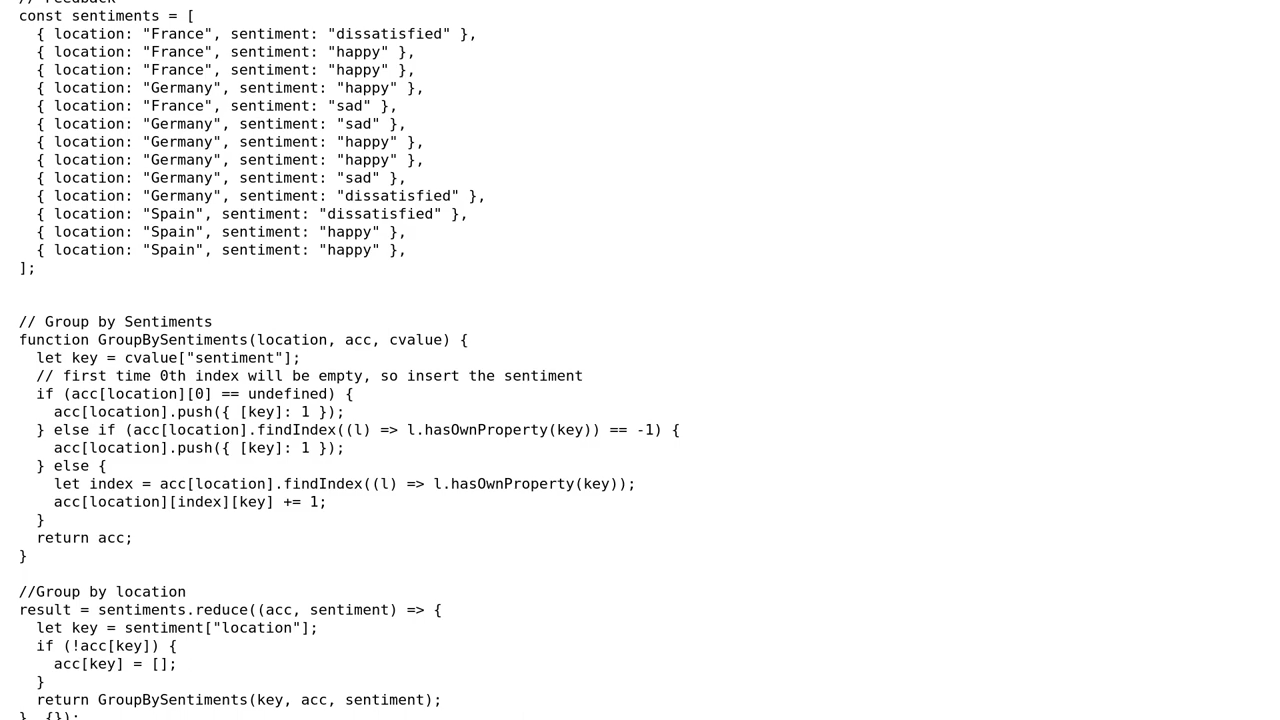 // Feedback
const sentiments = [
  { location: "France", sentiment: "dissatisfied" },
  { location: "France", sentiment: "happy" },
  { location: "France", sentiment: "happy" },
  { location: "Germany", sentiment: "happy" },
  { location: "France", sentiment: "sad" },
  { location: "Germany", sentiment: "sad" },
  { location: "Germany", sentiment: "happy" },
  { location: "Germany", sentiment: "happy" },
  { location: "Germany", sentiment: "sad" },
  { location: "Germany", sentiment: "dissatisfied" },
  { location: "Spain", sentiment: "dissatisfied" },
  { location: "Spain", sentiment: "happy" },
  { location: "Spain", sentiment: "happy" },
];
// Group by Sentiments
function GroupBySentiments(location, acc, cvalue) {
  let key = cvalue["sentiment"];
  // first time 0th index will be empty, so insert the sentiment
  if (acc[location][0] == undefined) {
    acc[location].push({ [key]: 1 });
  } else if (acc[location].findIndex((l) => l.hasOwnProperty(key)) == -1) {
    acc[location].push({ [key]: 1 });
  } else {
    let index = acc[location].findIndex((l) => l.hasOwnProperty(key));
    acc[location][index][key] += 1;
  }
  return acc;
}
//Group by location
result = sentiments.reduce((acc, sentiment) => {
  let key = sentiment["location"];
  if (!acc[key]) {
    acc[key] = [];
  }
  return GroupBySentiments(key, acc, sentiment);
}, {});